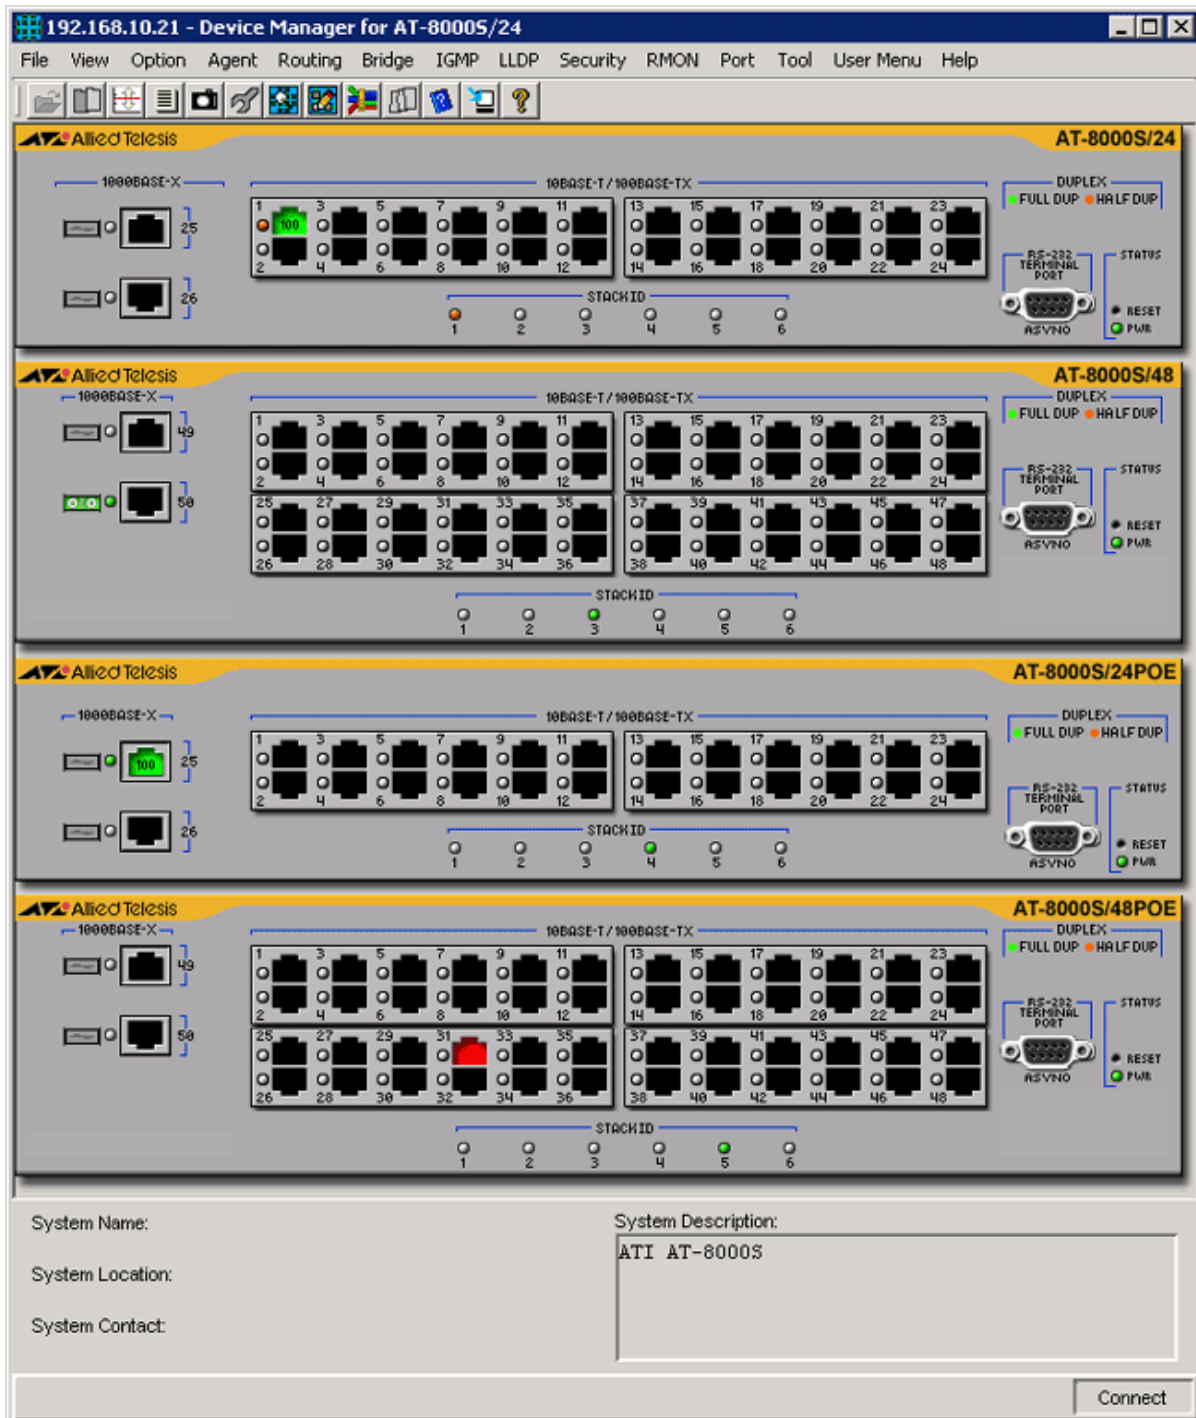 192.168.10.21 - Device Manager for AT-8000S/24
File View Option Agent Routing Bridge IGMP LLDP Security RMON Port Tool User Menu Help
Allied Telesis AT-8000S/24
1000BASE-X 10BASE-T/100BASE-TX DUPLEX
FULL DUP HALF DUP
1 3 5 7 9 11 13 15 17 19 21 23
100
25
2 4 6 8 10 12 14 16 18 20 22 24
RS-232 TERMINAL PORT STATUS
26
STACK ID
1 2 3 4 5 6
RESET
ASYNO PWR
Allied Telesis AT-8000S/48
1000BASE-X 10BASE-T/100BASE-TX DUPLEX
FULL DUP HALF DUP
1 3 5 7 9 11 13 15 17 19 21 23
49
2 4 6 8 10 12 14 16 18 20 22 24
RS-232 TERMINAL PORT STATUS
25 27 29 31 33 35 37 39 41 43 45 47
50
RESET
ASYNO PWR
26 28 30 32 34 36 38 40 42 44 46 48
STACK ID
1 2 3 4 5 6
Allied Telesis AT-8000S/24POE
1000BASE-X 10BASE-T/100BASE-TX DUPLEX
FULL DUP HALF DUP
1 3 5 7 9 11 13 15 17 19 21 23
100 25
2 4 6 8 10 12 14 16 18 20 22 24
RS-232 TERMINAL PORT STATUS
26
STACK ID
1 2 3 4 5 6
RESET
ASYNO PWR
Allied Telesis AT-8000S/48POE
1000BASE-X 10BASE-T/100BASE-TX DUPLEX
FULL DUP HALF DUP
1 3 5 7 9 11 13 15 17 19 21 23
49
2 4 6 8 10 12 14 16 18 20 22 24
RS-232 TERMINAL PORT STATUS
25 27 29 31 33 35 37 39 41 43 45 47
50
RESET
ASYNO PWR
26 28 30 32 34 36 38 40 42 44 46 48
STACK ID
1 2 3 4 5 6
System Name:
System Description:
ATI AT-8000S
System Location:
System Contact:
Connect